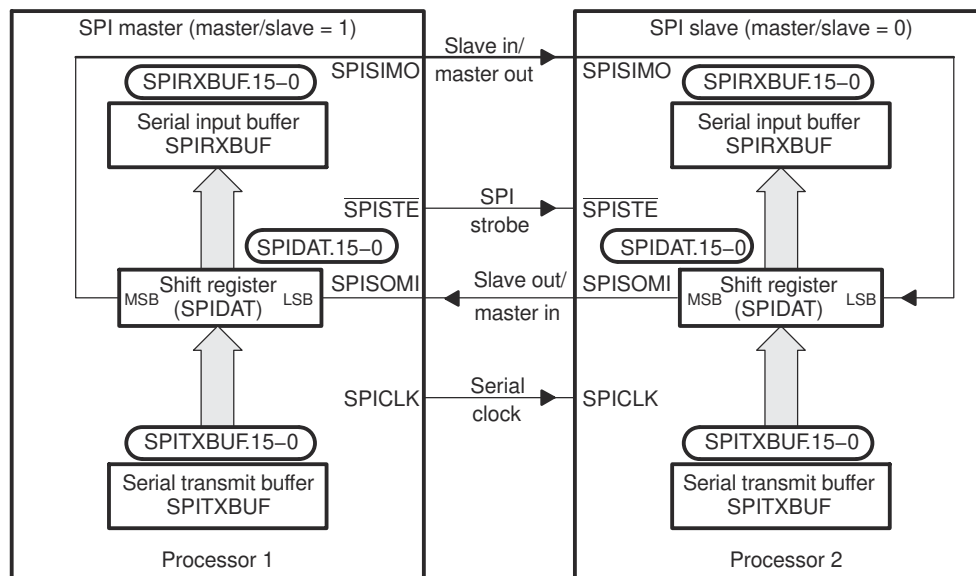 SPI master (master/slave = 1)
SPIRXBUF.15–0
Serial input buffer
SPIRXBUF
SPISIMO
SPISTE
SPIDAT.15–0
MSB
Shift register
(SPIDAT)
LSB
SPISOMI
SPICLK
SPITXBUF.15–0
Serial transmit buffer
SPITXBUF
Processor 1
Slave in/
master out
SPI
strobe
Slave out/
master in
Serial
clock
SPI slave (master/slave = 0)
SPISIMO
SPIRXBUF.15–0
Serial input buffer
SPIRXBUF
SPISTE
SPIDAT.15–0
SPISOMI
MSB
Shift register
(SPIDAT)
LSB
SPICLK
SPITXBUF.15–0
Serial transmit buffer
SPITXBUF
Processor 2